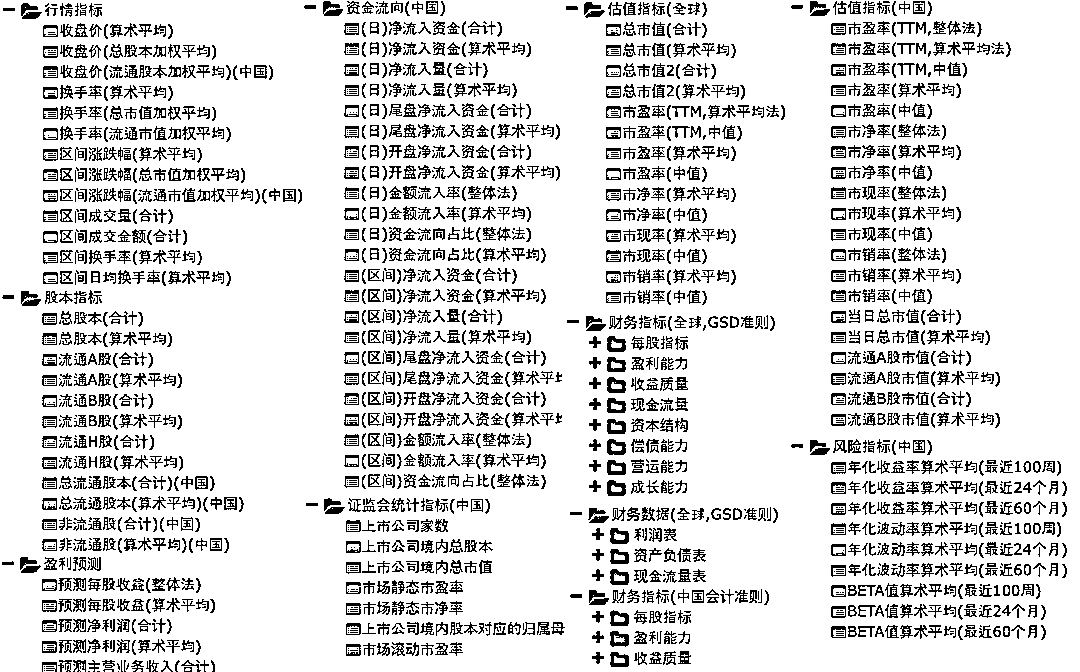 行情指标
收盘价(算术平均)
收盘价(总股本加权平均)
收盘价(流通股本加权平均)(中国)
换手率(算术平均)
换手率(总市值加权平均)
换手率(流通市值加权平均)
区间涨跌幅(算术平均)
区间涨跌幅(总市值加权平均)
区间涨跌幅(流通市值加权平均)(中国)
区间成交量(合计)
区间成交金额(合计)
区间换手率(算术平均)
区间日均换手率(算术平均)
股本指标
总股本(合计)
总股本(算术平均)
流通A股(合计)
流通A股(算术平均)
流通B股(合计)
流通B股(算术平均)
流通H股(合计)
流通H股(算术平均)
总流通股本(合计)(中国)
总流通股本(算术平均)(中国)
非流通股(合计)(中国)
非流通股(算术平均)(中国)
盈利预测
预测每股收益(整体法)
预测每股收益(算术平均)
预测净利润(合计)
预测净利润(算术平均)
预测主营业务收入(合计)
资金流向(中国)
(日)净流入资金(合计)
(日)净流入资金(算术平均)
(日)净流入量(合计)
(日)净流入量(算术平均)
(日)尾盘净流入资金(合计)
(日)尾盘净流入资金(算术平均)
(日)开盘净流入资金(合计)
(日)开盘净流入资金(算术平均)
(日)金额流入率(整体法)
(日)金额流入率(算术平均)
(日)资金流向占比(整体法)
(日)资金流向占比(算术平均)
(区间)净流入资金(合计)
(区间)净流入资金(算术平均)
(区间)净流入量(合计)
(区间)净流入量(算术平均)
(区间)尾盘净流入资金(合计)
(区间)尾盘净流入资金(算术平
(区间)开盘净流入资金(合计)
(区间)开盘净流入资金(算术平
(区间)金额流入率(整体法)
(区间)金额流入率(算术平均)
(区间)资金流向占比(整体法)
证监会统计指标(中国)
上市公司家数
上市公司境内总股本
上市公司境内总市值
市场静态市盈率
市场静态市净率
上市公司境内股本对应的归属母
市场滚动市盈率
估值指标(全球)
总市值(合计)
总市值(算术平均)
总市值2(合计)
总市值2(算术平均)
市盈率(TTM,算术平均法)
市盈率(TTM,中值)
市盈率(算术平均)
市盈率(中值)
市净率(算术平均)
市净率(中值)
市现率(算术平均)
市现率(中值)
市销率(算术平均)
市销率(中值)
财务指标(全球,GSD准则)
每股指标
盈利能力
收益质量
现金流量
资本结构
偿债能力
营运能力
成长能力
财务数据(全球,GSD准则)
利润表
资产负债表
现金流量表
财务指标(中国会计准则)
每股指标
盈利能力
收益质量
估值指标(中国)
市盈率(TTM,整体法)
市盈率(TTM,算术平均法)
市盈率(TTM,中值)
市盈率(算术平均)
市盈率(中值)
市净率(整体法)
市净率(算术平均)
市净率(中值)
市现率(整体法)
市现率(算术平均)
市现率(中值)
市销率(整体法)
市销率(算术平均)
市销率(中值)
当日总市值(合计)
当日总市值(算术平均)
流通A股市值(合计)
流通A股市值(算术平均)
流通B股市值(合计)
流通B股市值(算术平均)
风险指标(中国)
年化收益率算术平均(最近100周)
年化收益率算术平均(最近24个月)
年化收益率算术平均(最近60个月)
年化波动率算术平均(最近100周)
年化波动率算术平均(最近24个月)
年化波动率算术平均(最近60个月)
BETA值算术平均(最近100周)
BETA值算术平均(最近24个月)
BETA值算术平均(最近60个月)